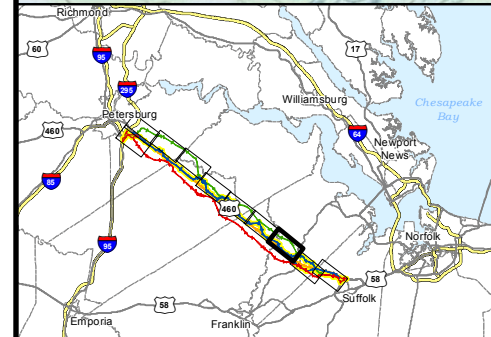 Richmond
60
95
17
295
Williamsburg
Chesapeake
Bay
Petersburg
460
64
Newport
News
85
460
95
Norfolk
58
58
Suffolk
Emporia
Franklin